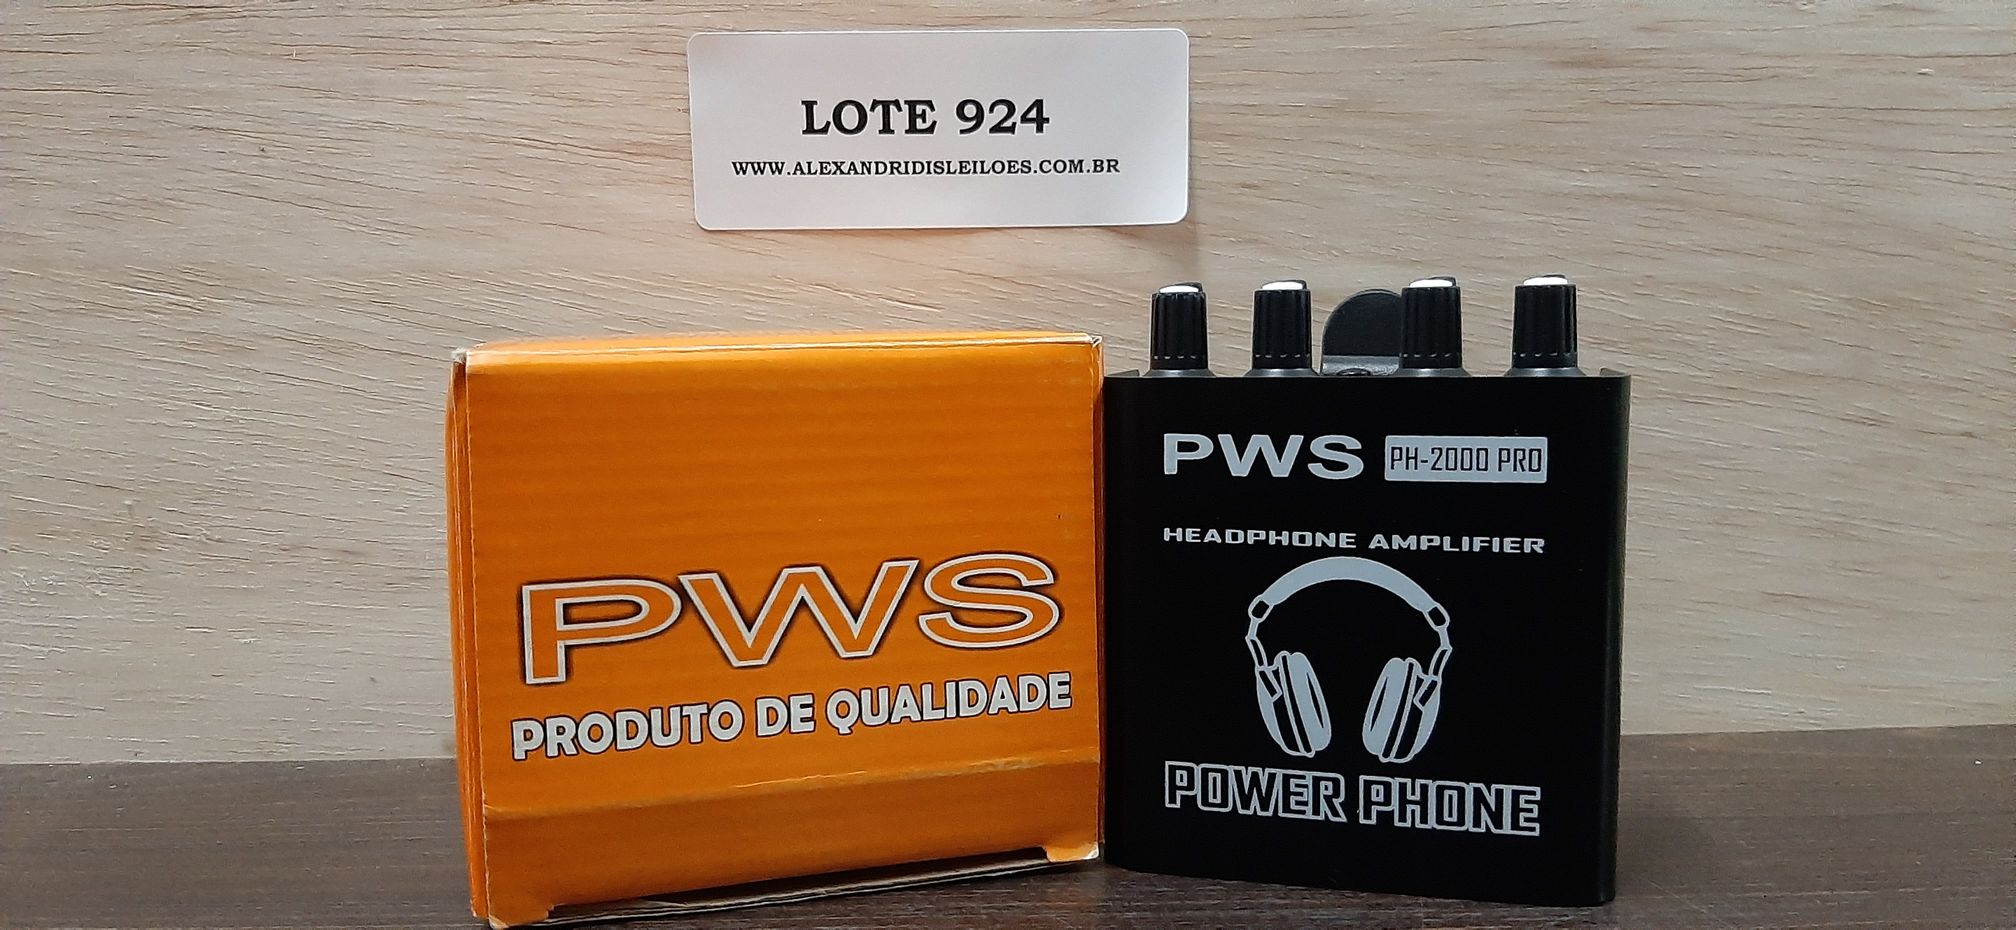 LOTE 924
WWW.ALEXANDRIDISLEILOES.COM.BR
PWS
PRODUTO DE QUALIDADE
PWS PH-2000 PRO
HEADPHONE AMPLIFIER
POWER PHONE